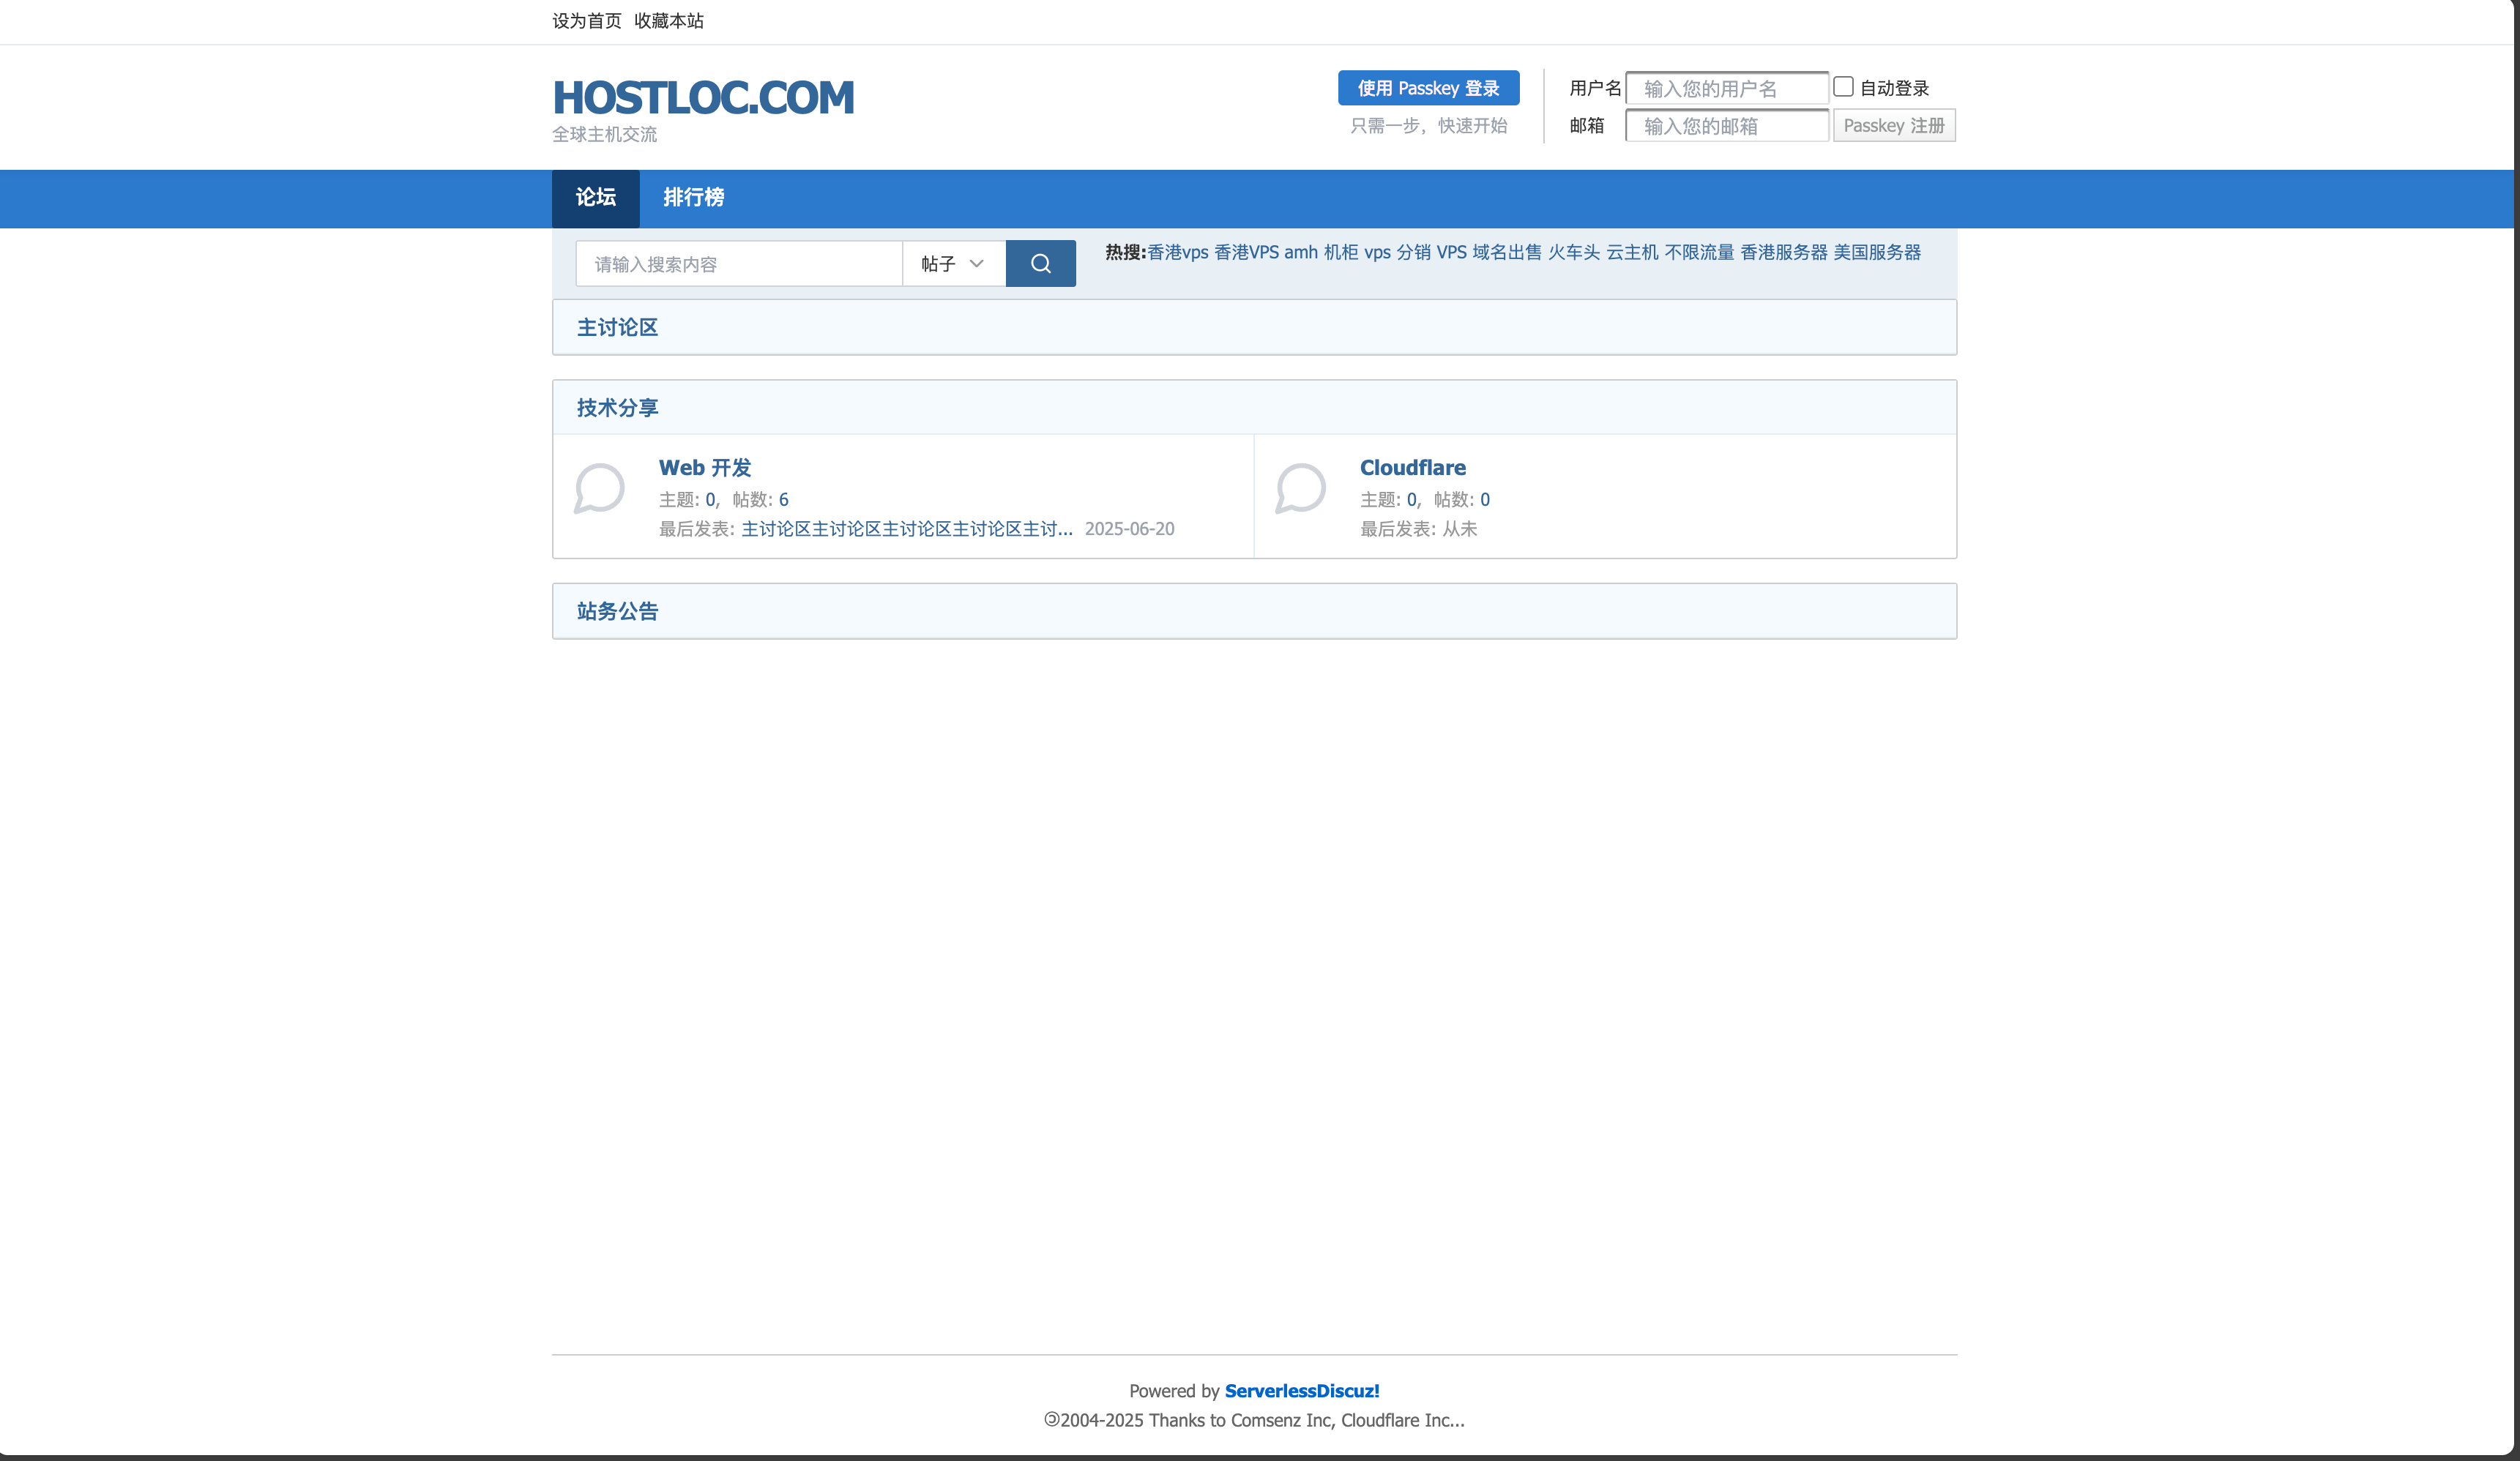 设为首页 收藏本站
HOSTLOC.COM
全球主机交流
使用 Passkey 登录
只需一步，快速开始
用户名 输入您的用户名 自动登录
邮箱 输入您的邮箱 Passkey 注册
论坛 排行榜
请输入搜索内容 帖子
热搜:香港vps 香港VPS amh 机柜 vps 分销 VPS 域名出售 火车头 云主机 不限流量 香港服务器 美国服务器
主讨论区
技术分享
Web 开发
主题: 0, 帖数: 6
最后发表: 主讨论区主讨论区主讨论区主讨论区主讨... 2025-06-20
Cloudflare
主题: 0, 帖数: 0
最后发表: 从未
站务公告
Powered by ServerlessDiscuz!
🄯2004-2025 Thanks to Comsenz Inc, Cloudflare Inc...